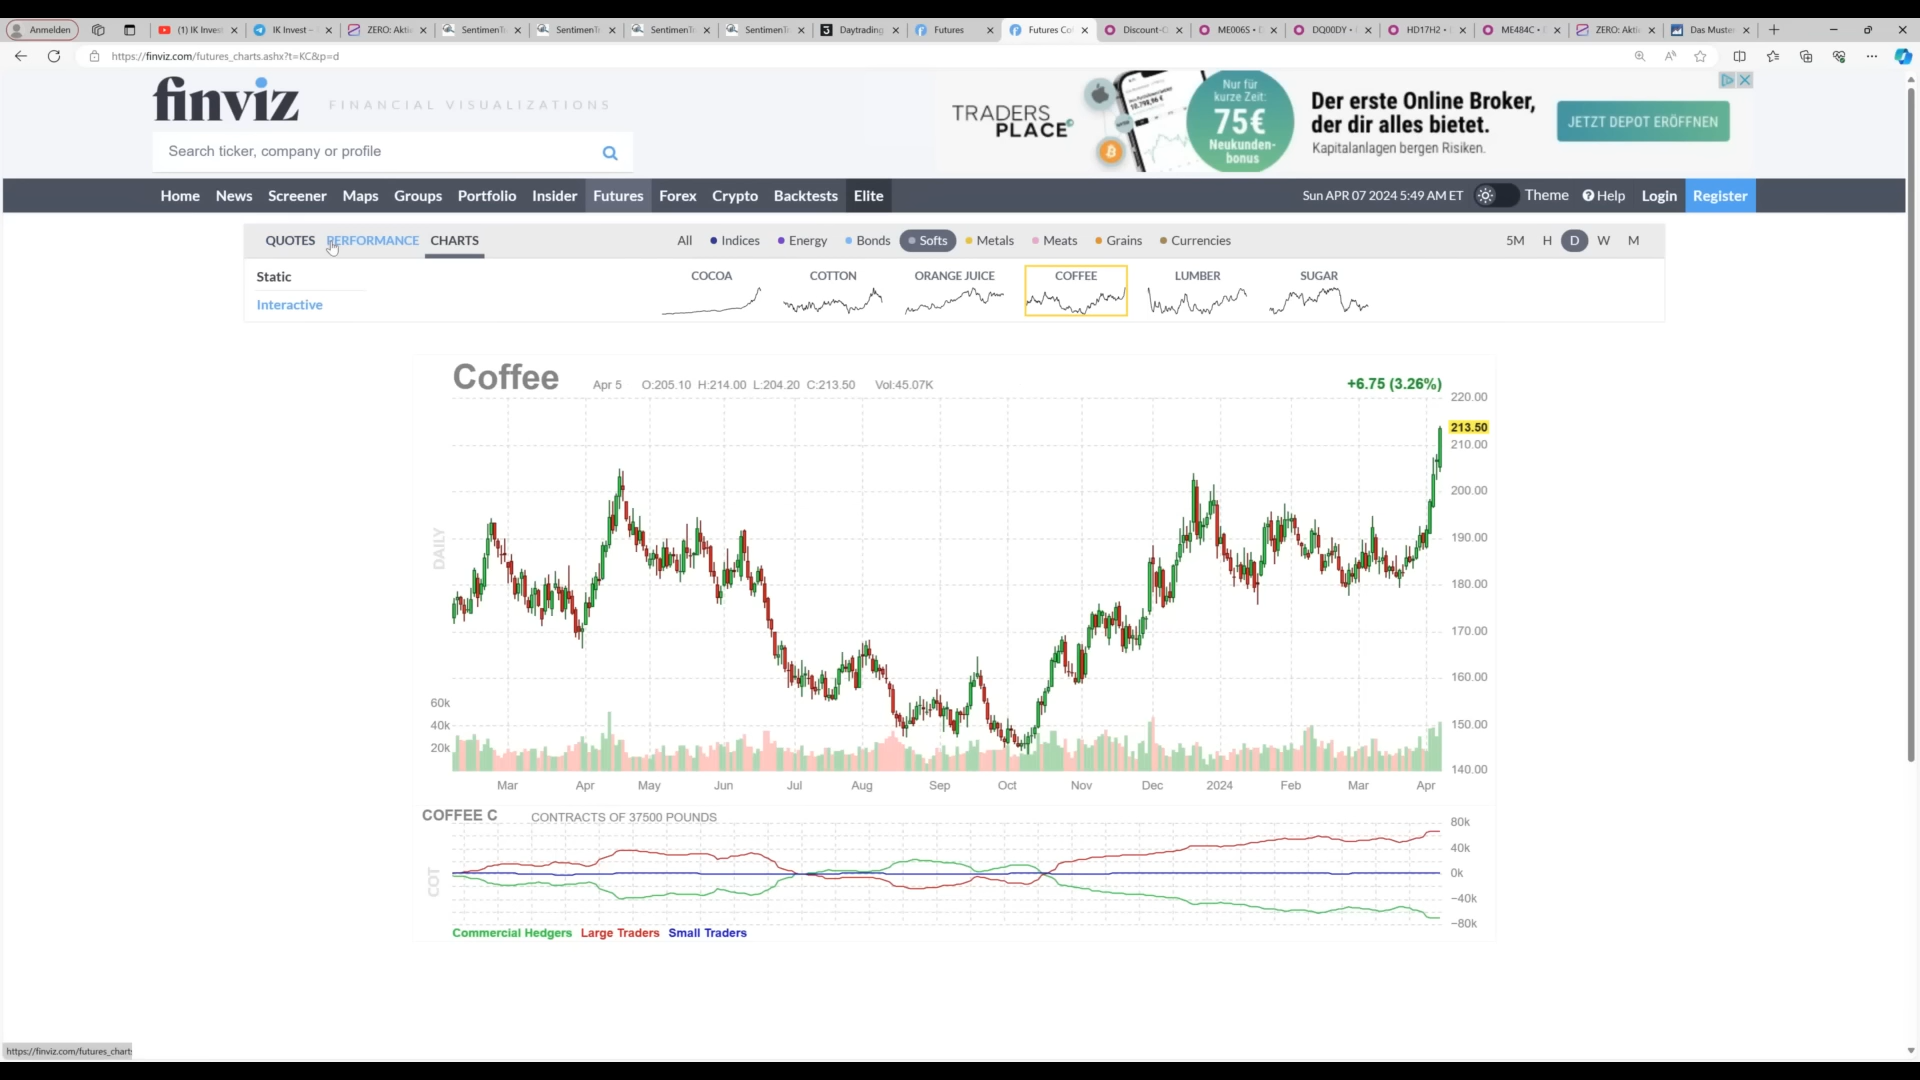 Anmelden
(1) IK Inves
IK Invest –
ZERO: Akti
Sentimen
Sentimen
Sentimen
Sentimen
Daytrading
Futures
Futures Co
Discount-C
ME006S •
DQ00DY •
HD17H2 •
ME484C •
ZERO: Akti
Das Muste
https://finviz.com/futures_charts.ashx?t=KC&p=d
finviz FINANCIAL VISUALIZATIONS
Search ticker, company or profile
TRADERS
PLACE
Nur für
kurze Zeit:
75€
Neukunden-
bonus
Der erste Online Broker,
der dir alles bietet.
Kapitalanlagen bergen Risiken.
JETZT DEPOT ERÖFFNEN
Home News Screener Maps Groups Portfolio Insider Futures Forex Crypto Backtests Elite
Sun APR 07 2024 5:49 AM ET Theme Help Login Register
QUOTES PERFORMANCE CHARTS
All Indices Energy Bonds Softs Metals Meats Grains Currencies
5M H D W M
Static
Interactive
COCOA COTTON ORANGE JUICE COFFEE LUMBER SUGAR
Coffee Apr 5 O:205.10 H:214.00 L:204.20 C:213.50 Vol:45.07K +6.75 (3.26%)
220.00
213.50
210.00
200.00
190.00
180.00
170.00
160.00
150.00
140.00
DAILY
60k
40k
20k
Mar Apr May Jun Jul Aug Sep Oct Nov Dec 2024 Feb Mar Apr
COFFEE C CONTRACTS OF 37500 POUNDS
80k
40k
0k
−40k
−80k
COT
Commercial Hedgers Large Traders Small Traders
https://finviz.com/futures_charts